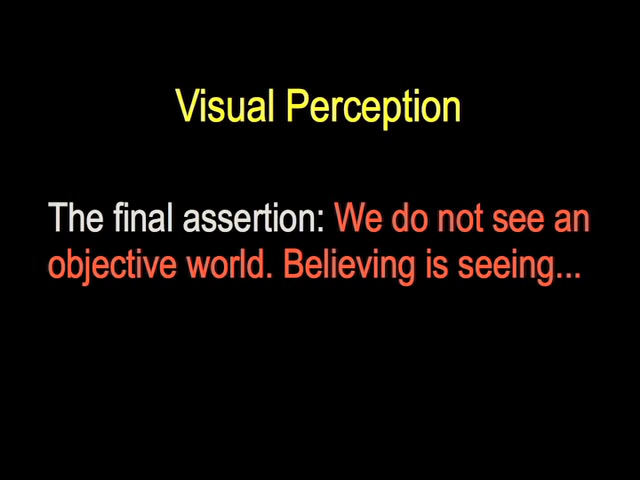 Visual Perception
The final assertion: We do not see an
objective world. Believing is seeing...